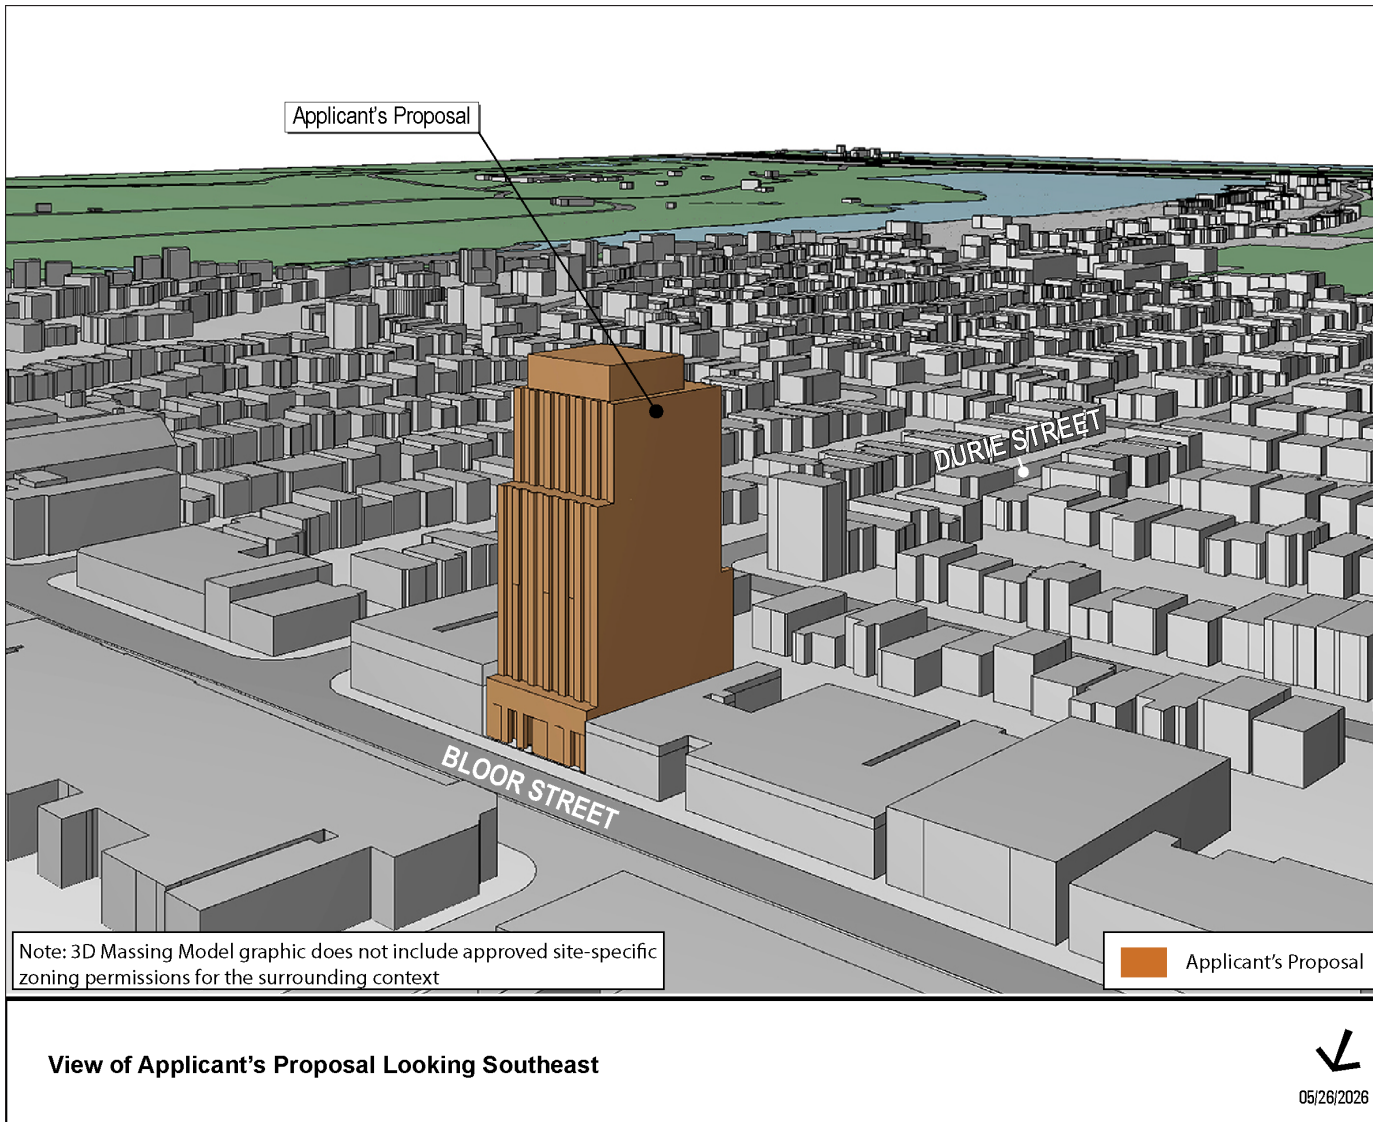 Applicant's Proposal
DURIE STREET
BLOOR STREET
Note: 3D Massing Model graphic does not include approved site-specific
zoning permissions for the surrounding context
Applicant's Proposal
View of Applicant's Proposal Looking Southeast
05/26/2026